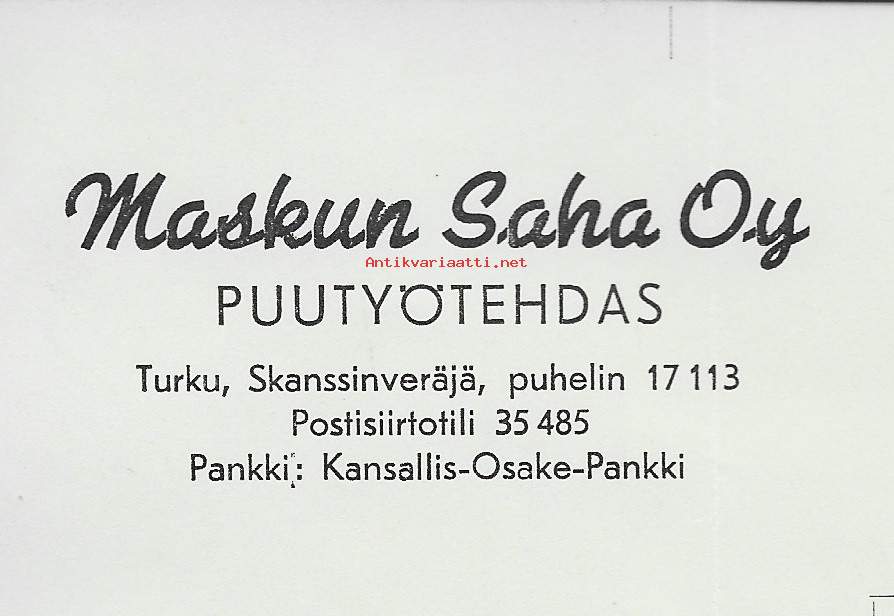 Maskun Saha Oy
Antikvariaatti.net
PUUTYÖTEHDAS
Turku, Skanssinveräjä, puhelin 17 113
Postisiirtotili 35 485
Pankki: Kansallis-Osake-Pankki